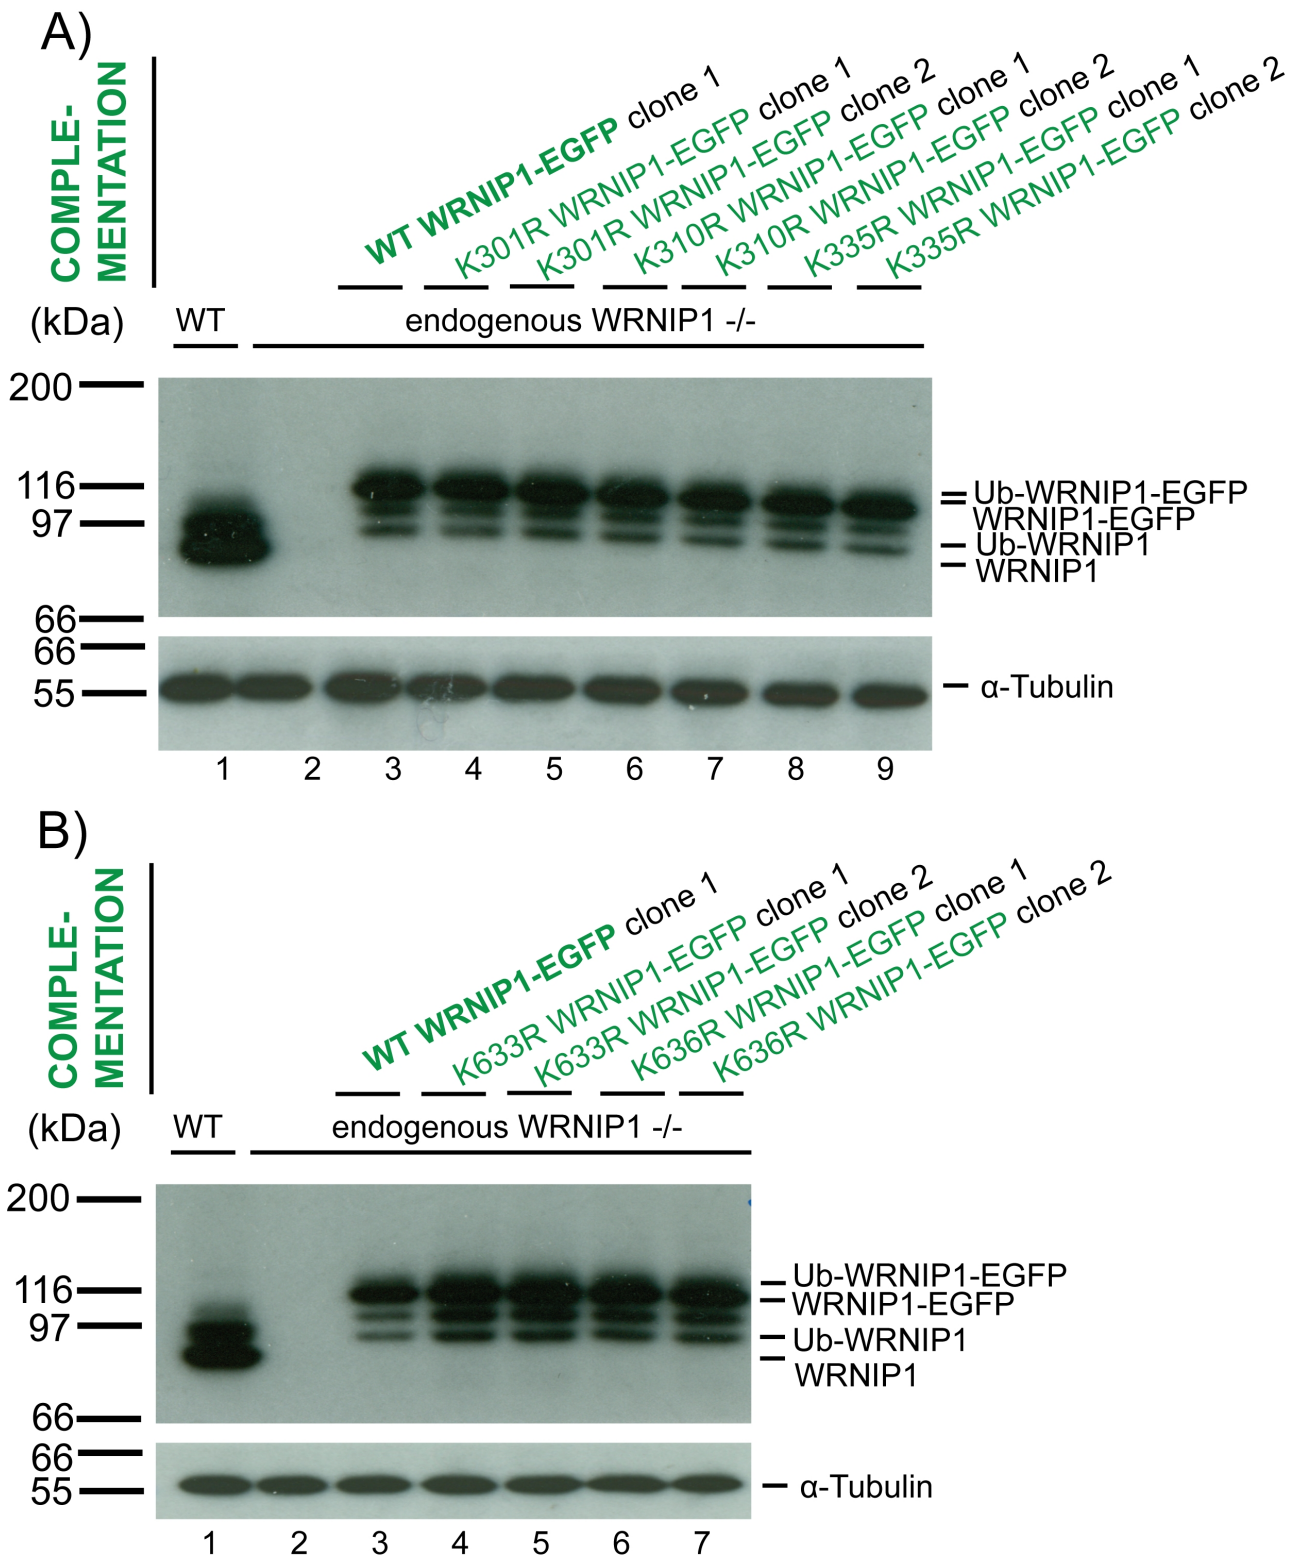 A)
COMPLE-
MENTATION
WT WRNIP1-EGFP clone 1
K301R WRNIP1-EGFP clone 1
K301R WRNIP1-EGFP clone 2
K310R WRNIP1-EGFP clone 1
K310R WRNIP1-EGFP clone 2
K335R WRNIP1-EGFP clone 1
K335R WRNIP1-EGFP clone 2
(kDa)
WT
endogenous WRNIP1 -/-
200
116
97
66
66
55
Ub-WRNIP1-EGFP
WRNIP1-EGFP
Ub-WRNIP1
WRNIP1
α-Tubulin
1 2 3 4 5 6 7 8 9
B)
COMPLE-
MENTATION
WT WRNIP1-EGFP clone 1
K633R WRNIP1-EGFP clone 1
K633R WRNIP1-EGFP clone 2
K636R WRNIP1-EGFP clone 1
K636R WRNIP1-EGFP clone 2
(kDa)
WT
endogenous WRNIP1 -/-
200
116
97
66
66
55
Ub-WRNIP1-EGFP
WRNIP1-EGFP
Ub-WRNIP1
WRNIP1
α-Tubulin
1 2 3 4 5 6 7